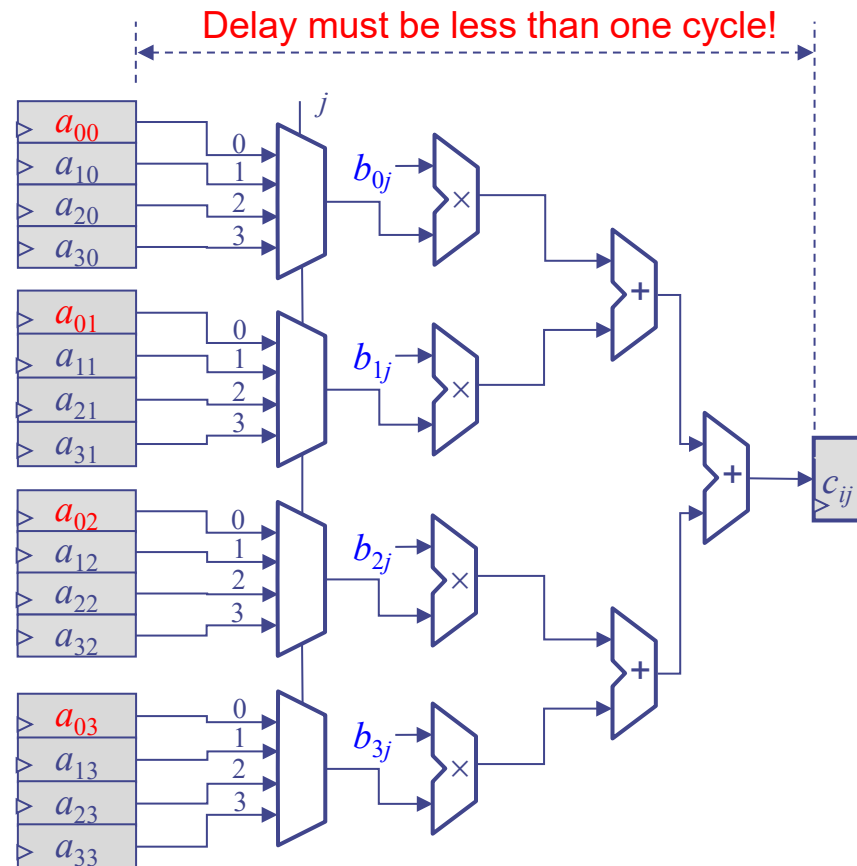 Delay must be less than one cycle!
j
a00
a10
a20
a30
0
1
2
3
b0j
×
+
a01
a11
a21
a31
0
1
2
3
b1j
×
+
cij
a02
a12
a22
a32
0
1
2
3
b2j
×
+
a03
a13
a23
a33
0
1
2
3
b3j
×